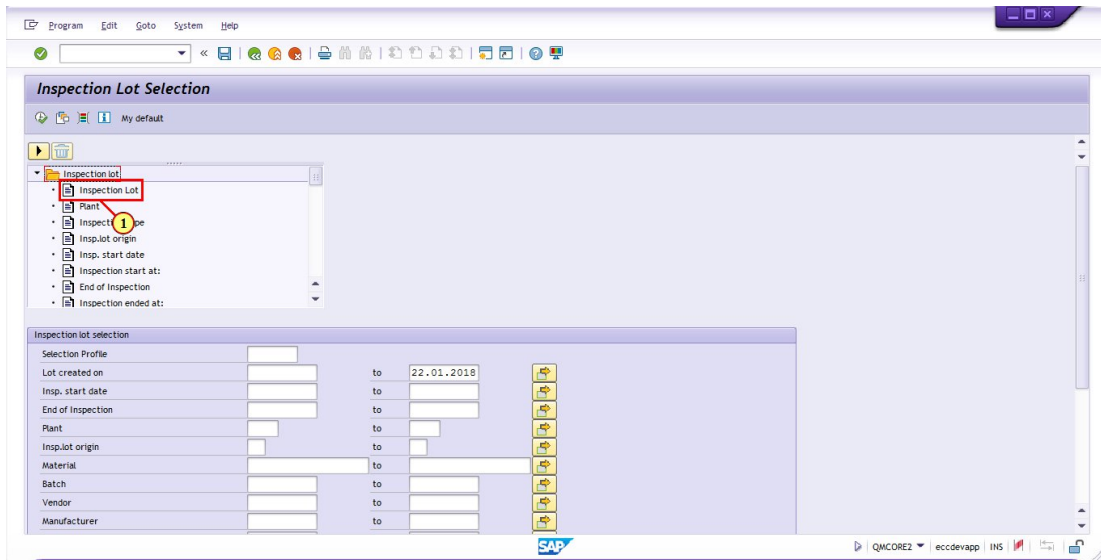 Program Edit Goto System Help
Inspection Lot Selection
My default
Inspection lot
Inspection Lot
Plant
1
Insp.lot origin
Insp. start date
Inspection start at:
End of Inspection
Inspection ended at:
Inspection lot selection
Selection Profile
Lot created on to 22.01.2018
Insp. start date to
End of Inspection to
Plant to
Insp.lot origin to
Material to
Batch to
Vendor to
Manufacturer to
SAP
QMCORE2 eccdevapp INS